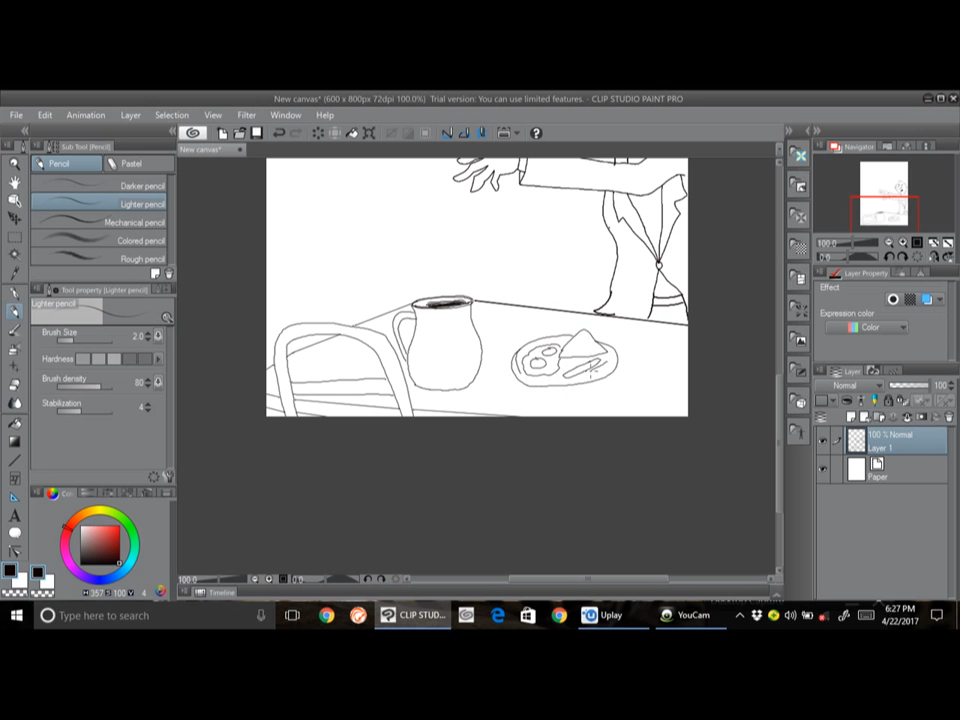 New canvas* (600 x 800px 72dpi 100.0%) Trial version: You can use limited features. - CLIP STUDIO PAINT PRO
File Edit Animation Layer Selection View Filter Window Help
Sub Tool [Pencil]
New canvas*
Navigator
Pencil Pastel
Darker pencil
Lighter pencil
Mechanical pencil
Colored pencil
Rough pencil
100.0
0.0
Tool property [Lighter pencil]
Layer Property
Lighter pencil
Effect
Brush Size 2.0
Expression color
Color
Hardness
Brush density 80
Layer
Stabilization 4
Normal 100
100 % Normal
Layer 1
Paper
100.0 0.0
H 357 S 100 V 4
Timeline
Type here to search
CLIP STUD...
Uplay
YouCam
6:27 PM
4/22/2017